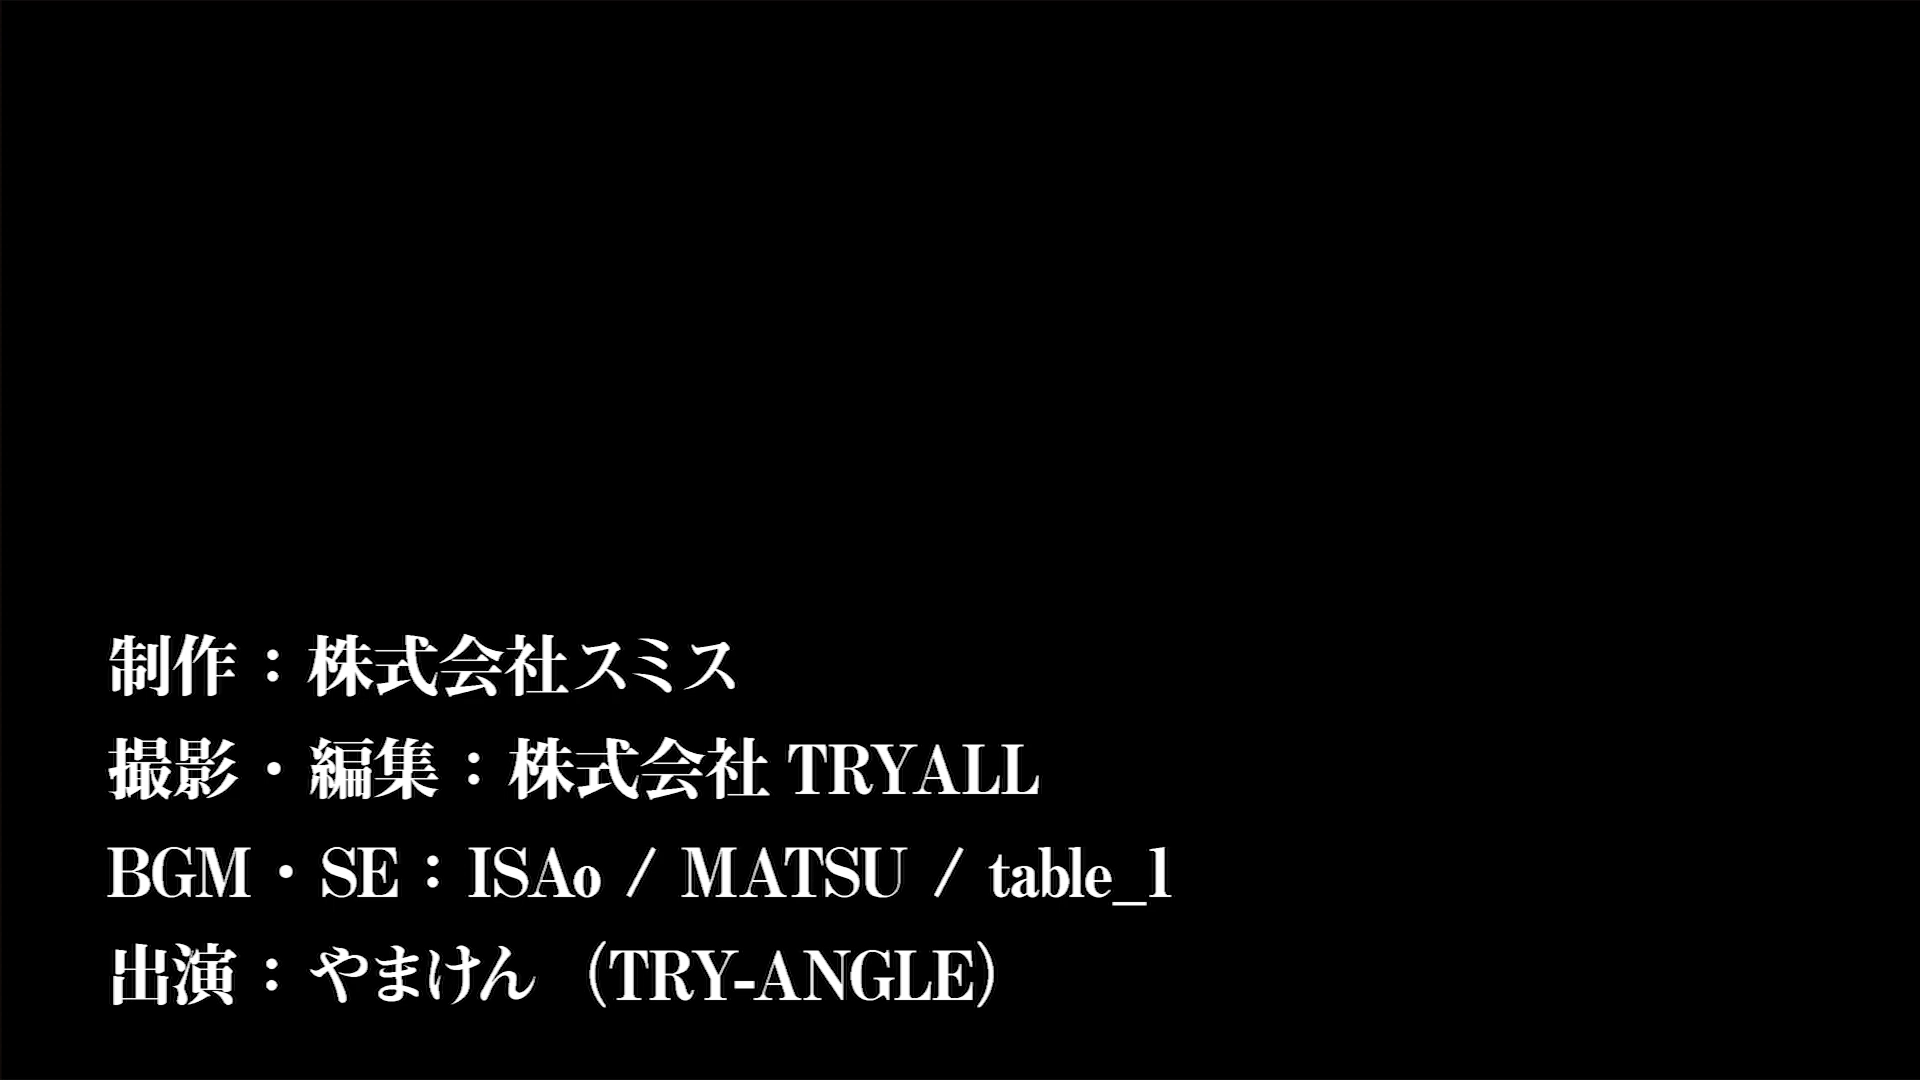 制作：株式会社スミス
撮影・編集：株式会社 TRYALL
BGM・SE：ISAo / MATSU / table_1
出演：やまけん（TRY-ANGLE）